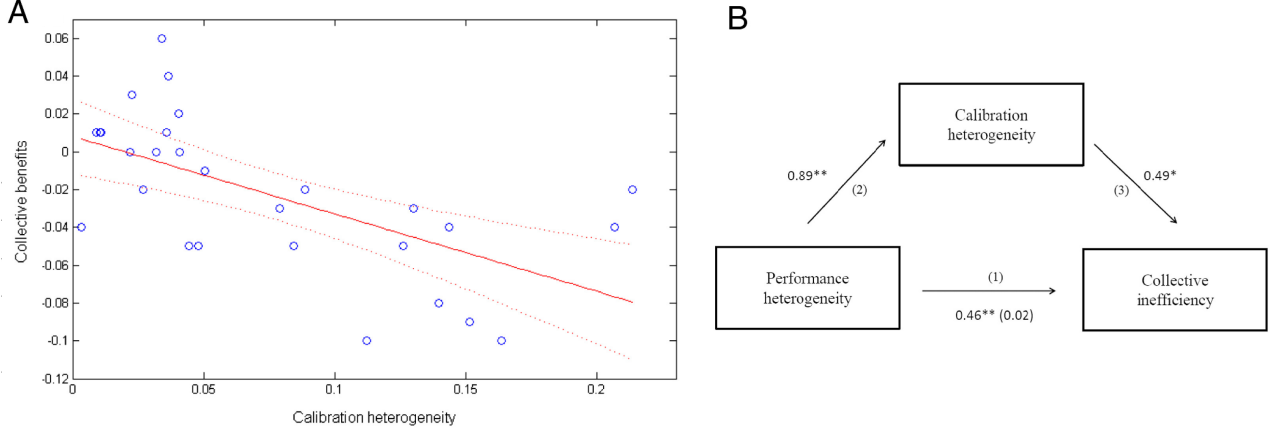 A
0.06
0.04
0.02
0
-0.02
-0.04
-0.06
-0.08
-0.1
-0.12
Collective benefits
0
0.05
0.1
0.15
0.2
Calibration heterogeneity
B
Calibration
heterogeneity
0.89**
(2)
(3)
0.49*
Performance
heterogeneity
(1)
0.46** (0.02)
Collective
inefficiency